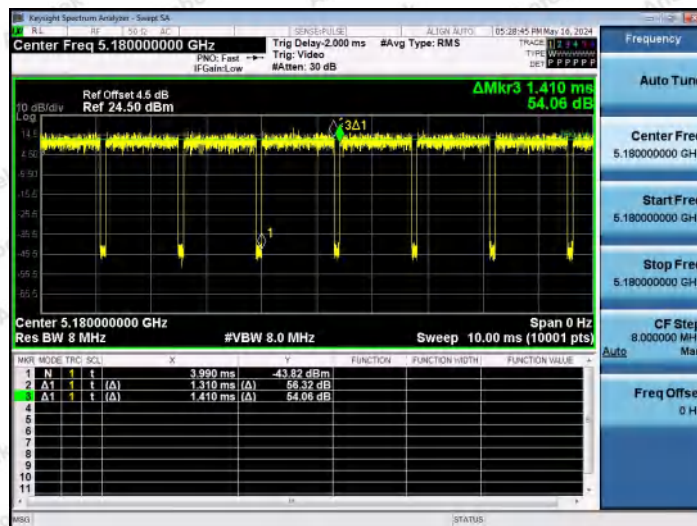 Keysight Spectrum Analyzer - Swept SA
RL RF 50 Ω AC SENSE:PULSE ALIGN AUTO 05:28:45 PM May 16, 2024
Center Freq 5.180000000 GHz
Trig Delay-2.000 ms #Avg Type: RMS
TRACE 1 2 3 4 5 6
PNO: Fast Trig: Video
TYPE
IFGain:Low #Atten: 30 dB
DET P P P P P P
ΔMkr3 1.410 ms
54.06 dB
Ref Offset 4.5 dB
10 dB/div Ref 24.50 dBm
Log
14.5
4.50
-5.50
-15.5
-25.5
-35.5
-45.5
-55.5
-65.5
3Δ1
1
Center 5.180000000 GHz Span 0 Hz
Res BW 8 MHz #VBW 8.0 MHz Sweep 10.00 ms (10001 pts)
MKR MODE TRC SCL X Y FUNCTION FUNCTION WIDTH FUNCTION VALUE
1 N 1 t 3.990 ms -43.82 dBm
2 Δ1 1 t (Δ) 1.310 ms (Δ) 56.32 dB
3 Δ1 1 t (Δ) 1.410 ms (Δ) 54.06 dB
4
5
6
7
8
9
10
11
MSG STATUS
Frequency
Auto Tune
Center Freq
5.180000000 GH
Start Freq
5.180000000 GH
Stop Freq
5.180000000 GH
CF Step
8.000000 MH
Auto Ma
Freq Offse
0 H